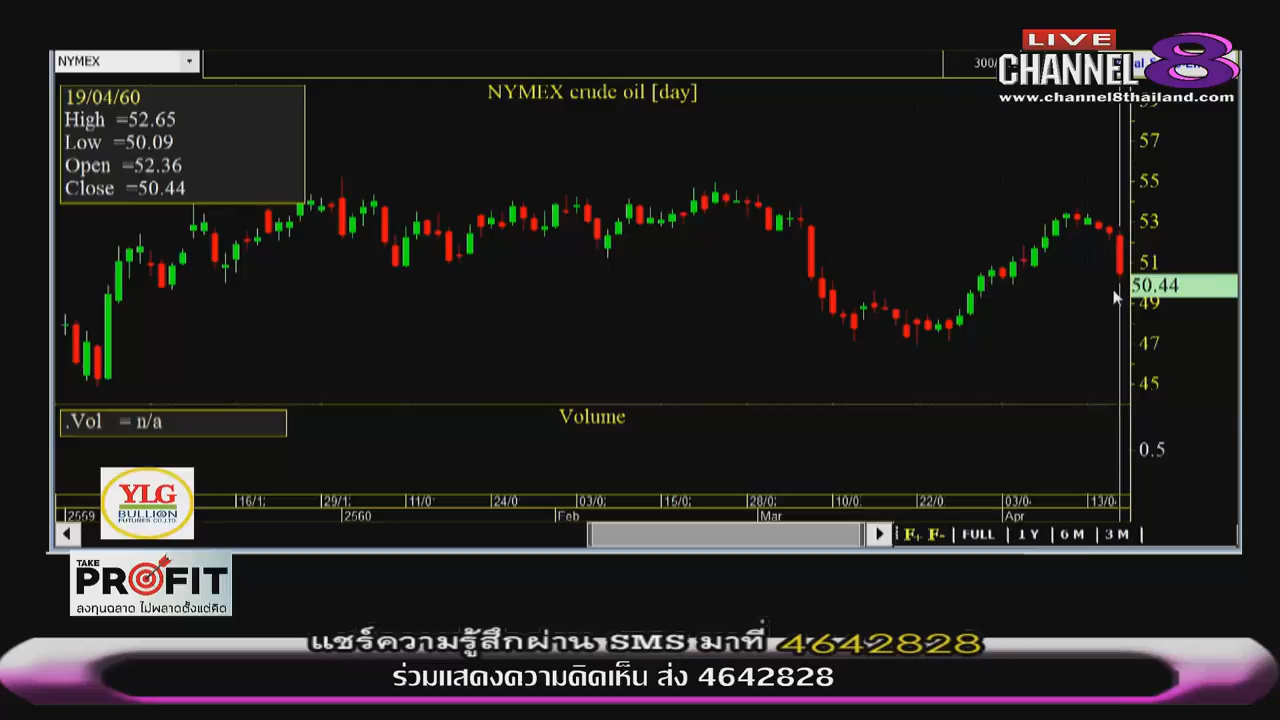 LIVE
CHANNEL 8
www.channel8thailand.com
NYMEX
300/
NYMEX crude oil [day]
19/04/60
High =52.65
Low =50.09
Open =52.36
Close =50.44
57
55
53
51
50.44
49
47
45
.Vol = n/a
Volume
0.5
16/1; 29/1; 11/0 24/0 03/0; 15/0; 28/0; 10/0; 22/0 03/0 13/0
2559 2560 Feb Mar Apr
F+ F- FULL 1 Y 6 M 3 M
YLG
BULLION
FUTURES CO.,LTD.
TAKE
PROFIT
ลงทุนฉลาด ไม่พลาดตั้งแต่คิด
แชร์ความรู้สึกผ่าน SMS มาที่ 4642828
ร่วมแสดงความคิดเห็น ส่ง 4642828